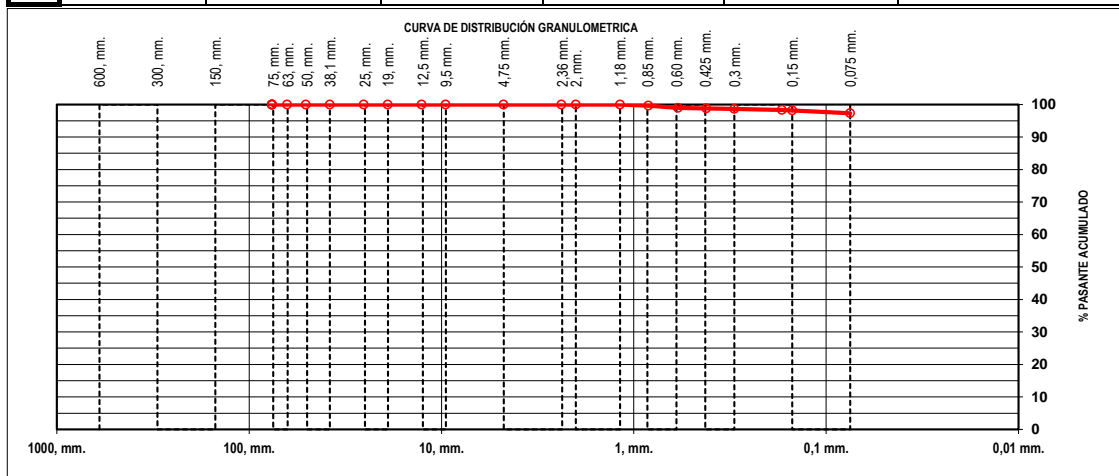 CURVA DE DISTRIBUCIÓN GRANULOMETRICA
600, mm.
300, mm.
150, mm.
75, mm.
63, mm.
50, mm.
38,1 mm.
25, mm.
19, mm.
12,5 mm.
9,5 mm.
4,75 mm.
2,36 mm.
2, mm.
1,18 mm.
0,85 mm.
0,60 mm.
0,425 mm.
0,3 mm.
0,15 mm.
0,075 mm.
100
90
80
70
60
50
40
30
20
10
0
% PASANTE ACUMULADO
1000, mm.
100, mm.
10, mm.
1, mm.
0,1 mm.
0,01 mm.